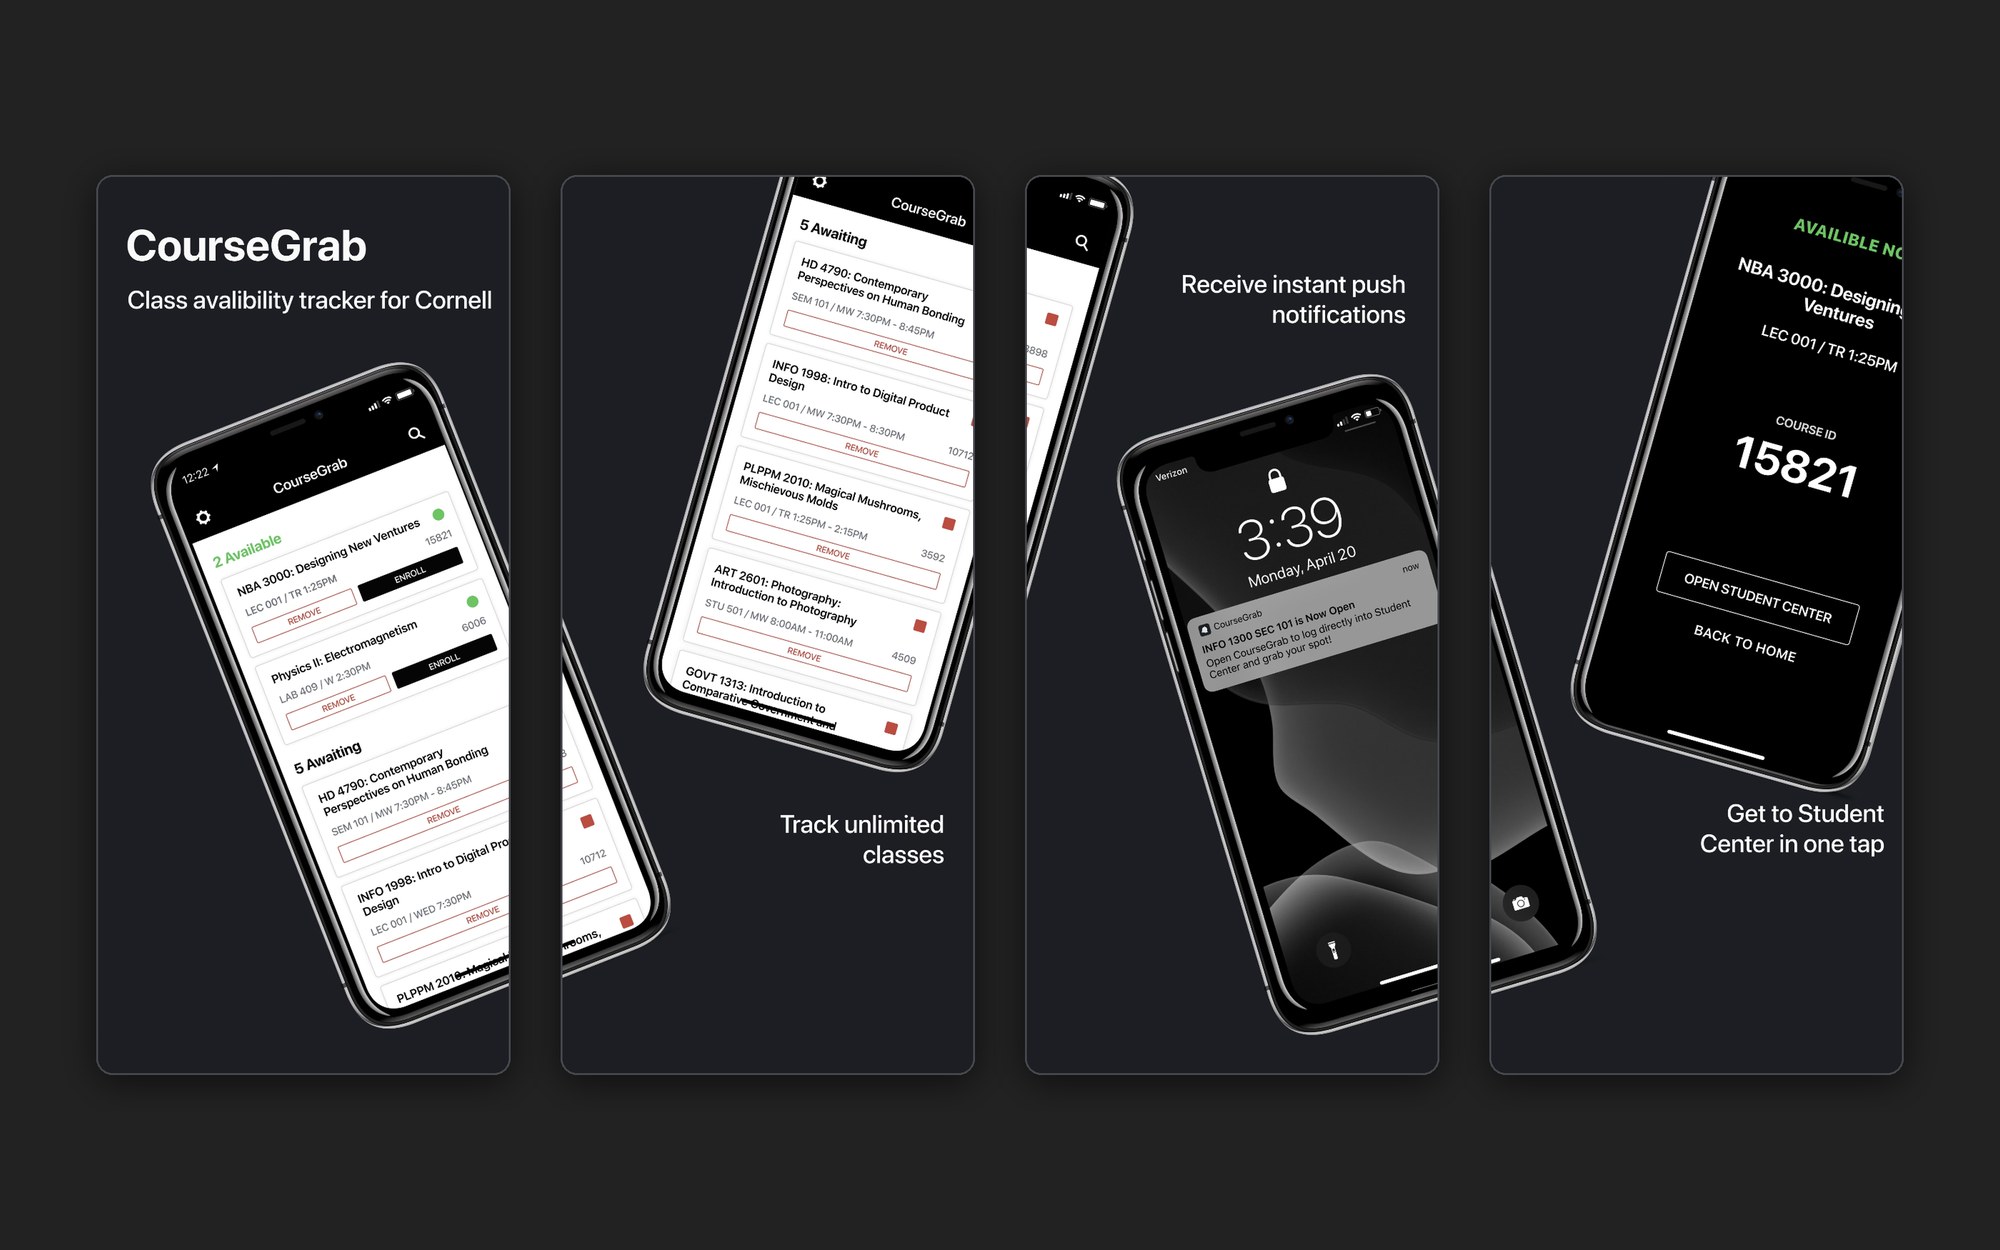 CourseGrab
Class avalibility tracker for Cornell
12:22
CourseGrab
2 Available
NBA 3000: Designing New Ventures
15821
LEC 001 / TR 1:25PM
REMOVE
ENROLL
Physics II: Electromagnetism
6006
LAB 409 / W 2:30PM
REMOVE
ENROLL
5 Awaiting
HD 4790: Contemporary
Perspectives on Human Bonding
SEM 101 / MW 7:30PM - 8:45PM
REMOVE
INFO 1998: Intro to Digital Pro
Design
LEC 001 / WED 7:30PM
10712
REMOVE
PLPPM 2010: Magical
rooms,
CourseGrab
5 Awaiting
HD 4790: Contemporary
Perspectives on Human Bonding
SEM 101 / MW 7:30PM - 8:45PM
3898
REMOVE
INFO 1998: Intro to Digital Product
Design
LEC 001 / MW 7:30PM - 8:30PM
10712
REMOVE
PLPPM 2010: Magical Mushrooms,
Mischievous Molds
LEC 001 / TR 1:25PM - 2:15PM
3592
REMOVE
ART 2601: Photography:
Introduction to Photography
STU 501 / MW 8:00AM - 11:00AM
4509
REMOVE
GOVT 1313: Introduction to
Comparative Government and
Track unlimited
classes
Receive instant push
notifications
Verizon
3:39
Monday, April 20
CourseGrab
now
INFO 1300 SEC 101 is Now Open
Open CourseGrab to log directly into Student
Center and grab your spot!
AVAILIBLE NO
NBA 3000: Designing
Ventures
LEC 001 / TR 1:25PM
COURSE ID
15821
OPEN STUDENT CENTER
BACK TO HOME
Get to Student
Center in one tap